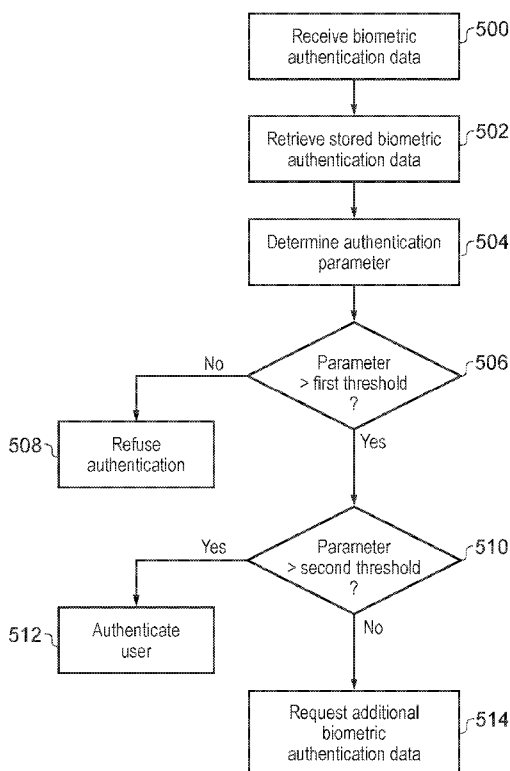 Receive biometric
authentication data
500
Retrieve stored biometric
authentication data
502
Determine authentication
parameter
504
Parameter
> first threshold
?
506
No
Yes
508
Refuse
authentication
Parameter
> second threshold
?
510
Yes
No
512
Authenticate
user
Request additional
biometric
authentication data
514